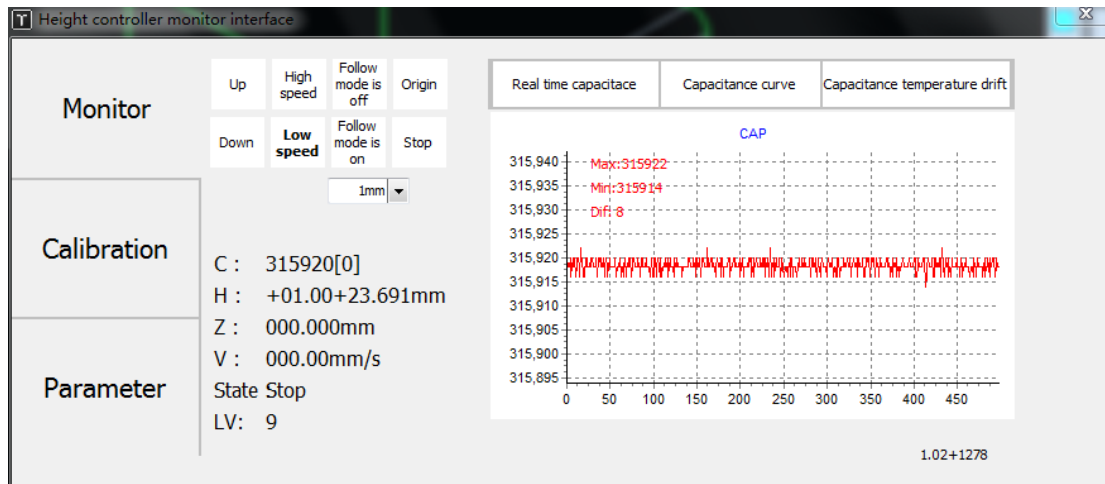 Height controller monitor interface
Monitor
Calibration
Parameter
Up
High
speed
Follow
mode is
off
Origin
Down
Low
speed
Follow
mode is
on
Stop
1mm
C : 315920[0]
H : +01.00+23.691mm
Z : 000.000mm
V : 000.00mm/s
State Stop
LV: 9
Real time capacitace
Capacitance curve
Capacitance temperature drift
CAP
Max:315922
Min:315914
Dif: 8
315,940
315,935
315,930
315,925
315,920
315,915
315,910
315,905
315,900
315,895
0 50 100 150 200 250 300 350 400 450
1.02+1278